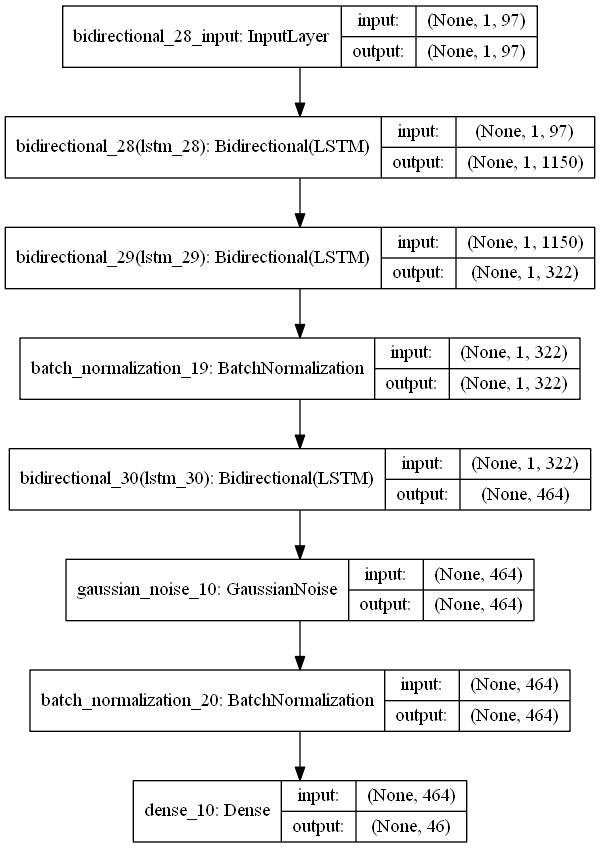 bidirectional_28_input: InputLayer
input: (None, 1, 97)
output: (None, 1, 97)
bidirectional_28(lstm_28): Bidirectional(LSTM)
input: (None, 1, 97)
output: (None, 1, 1150)
bidirectional_29(lstm_29): Bidirectional(LSTM)
input: (None, 1, 1150)
output: (None, 1, 322)
batch_normalization_19: BatchNormalization
input: (None, 1, 322)
output: (None, 1, 322)
bidirectional_30(lstm_30): Bidirectional(LSTM)
input: (None, 1, 322)
output: (None, 464)
gaussian_noise_10: GaussianNoise
input: (None, 464)
output: (None, 464)
batch_normalization_20: BatchNormalization
input: (None, 464)
output: (None, 464)
dense_10: Dense
input: (None, 464)
output: (None, 46)